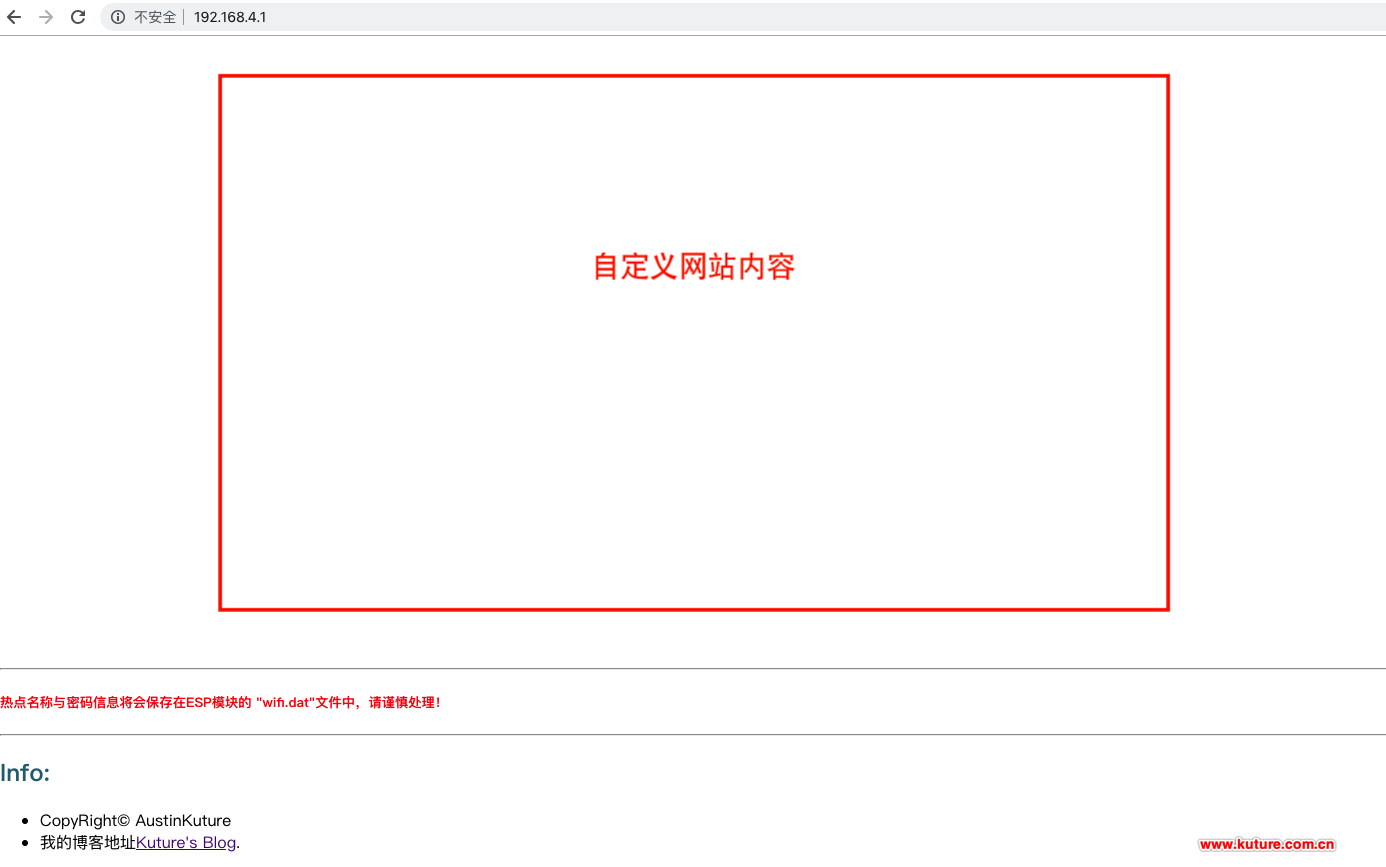 不安全 192.168.4.1
自定义网站内容
热点名称与密码信息将会保存在ESP模块的 "wifi.dat"文件中，请谨慎处理！
Info:
CopyRight© AustinKuture
我的博客地址Kuture's Blog.
www.kuture.com.cn